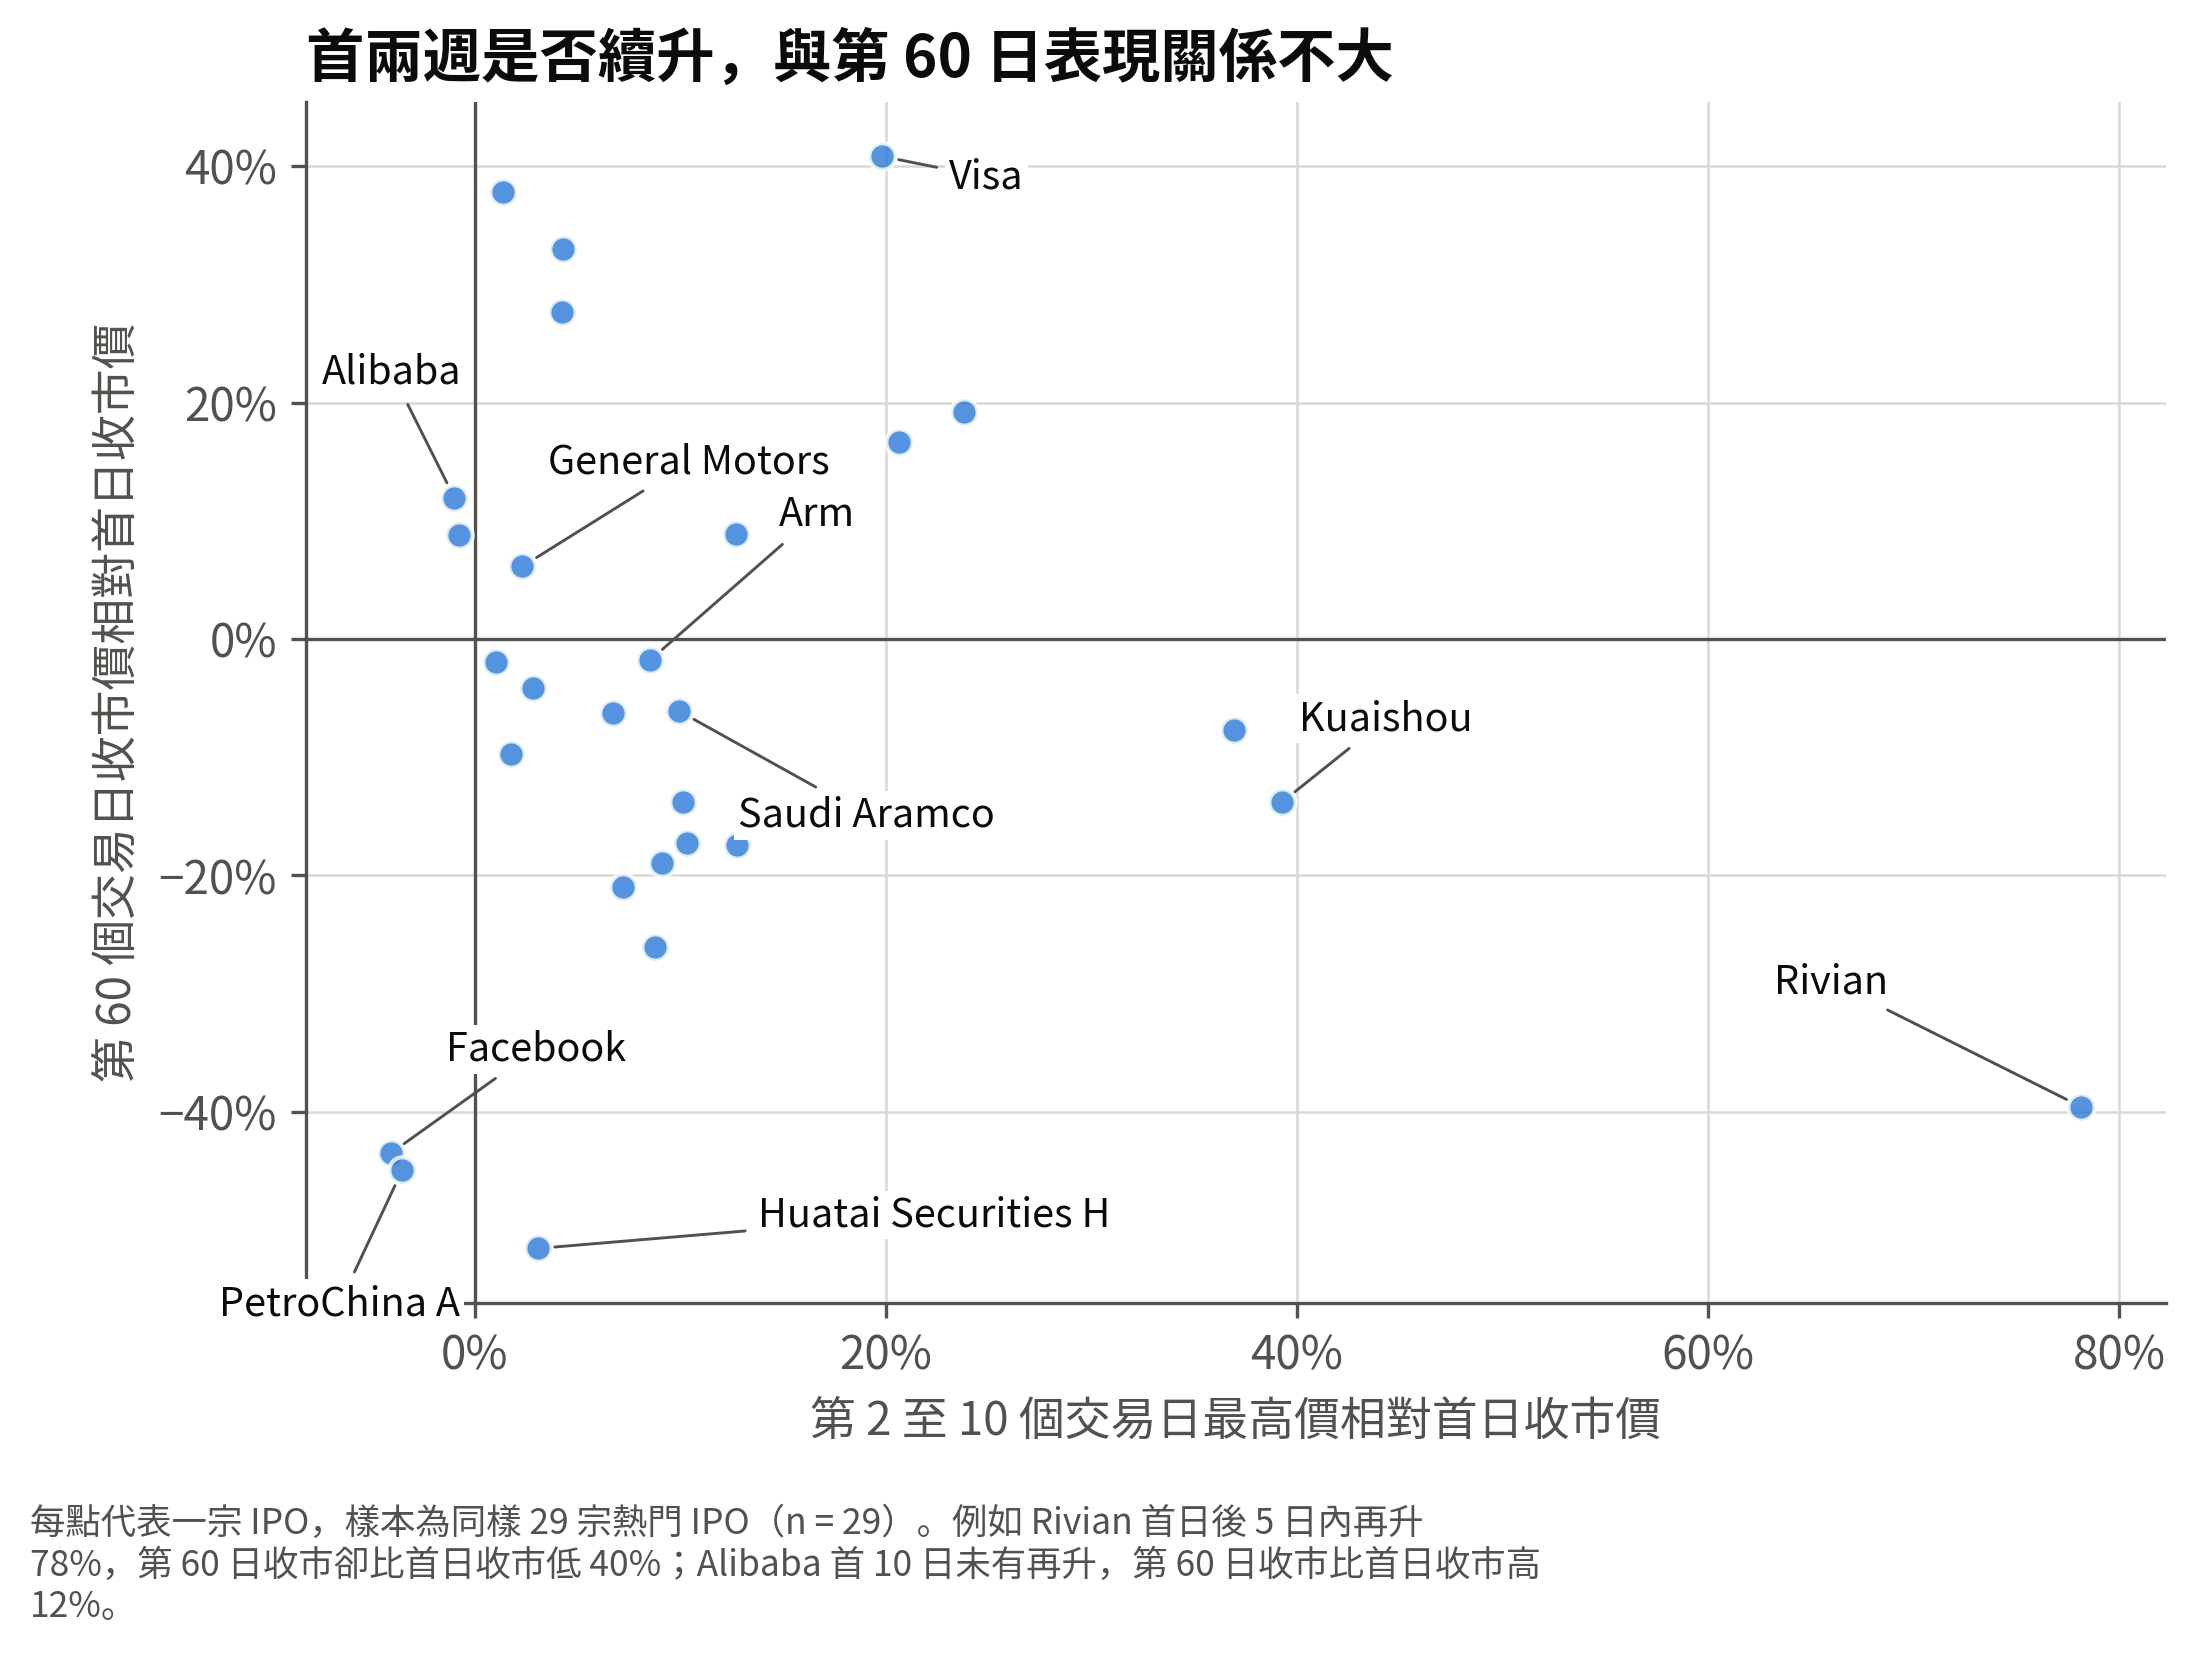 首兩週是否續升，與第 60 日表現關係不大
第 60 個交易日收市價相對首日收市價
40%
20%
0%
−20%
−40%
Visa
Alibaba
General Motors
Arm
Kuaishou
Saudi Aramco
Rivian
Facebook
Huatai Securities H
PetroChina A
0%
20%
40%
60%
80%
第 2 至 10 個交易日最高價相對首日收市價
每點代表一宗 IPO，樣本為同樣 29 宗熱門 IPO（n = 29）。例如 Rivian 首日後 5 日內再升
78%，第 60 日收市卻比首日收市低 40%；Alibaba 首 10 日未有再升，第 60 日收市比首日收市高
12%。